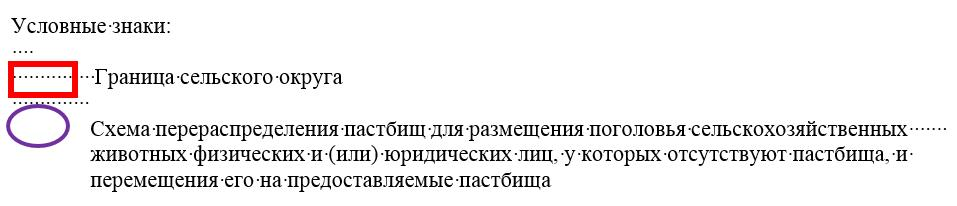 Условные знаки:
Граница сельского округа
Схема перераспределения пастбищ для размещения поголовья сельскохозяйственных
животных физических и (или) юридических лиц, у которых отсутствуют пастбища, и
перемещения его на предоставляемые пастбища